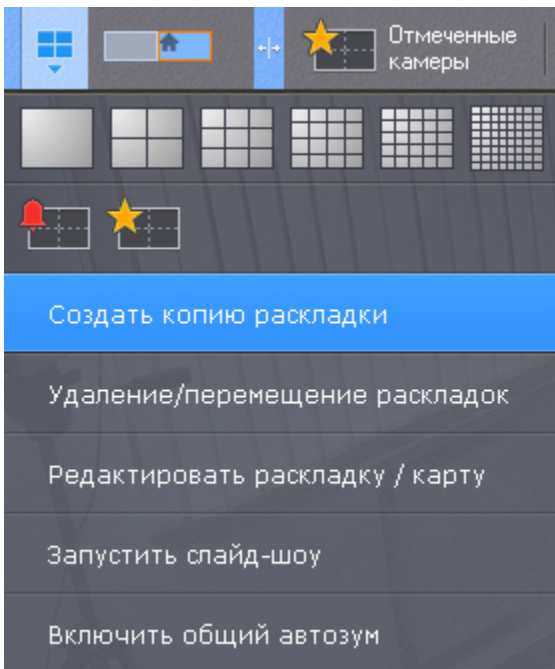 Отмеченные
камеры
Создать копию раскладки
Удаление/перемещение раскладок
Редактировать раскладку / карту
Запустить слайд-шоу
Включить общий автозум